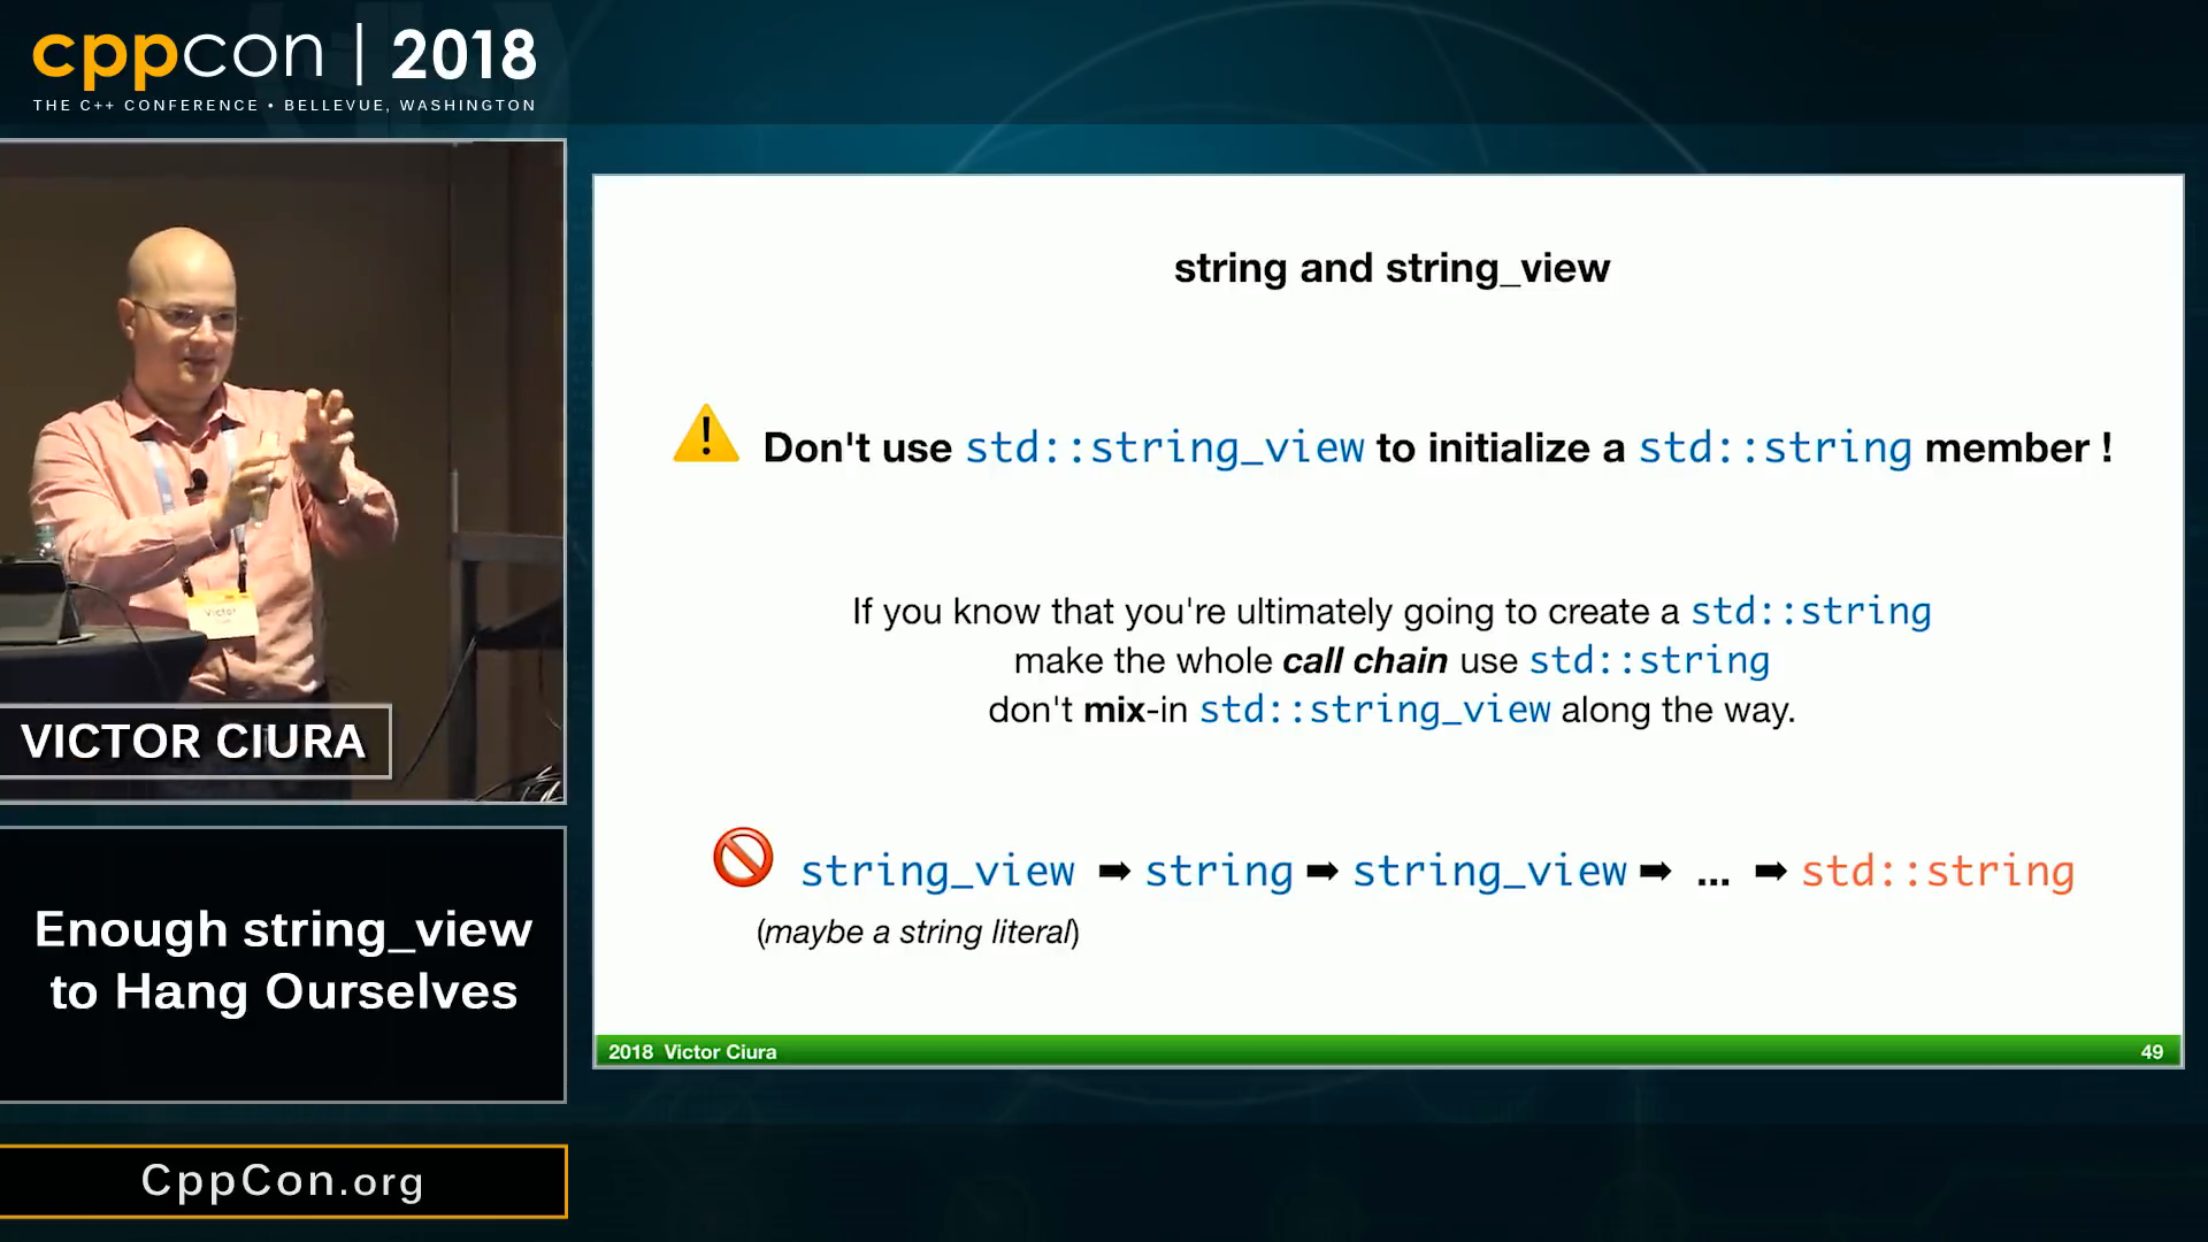 cppcon | 2018
THE C++ CONFERENCE • BELLEVUE, WASHINGTON
Victor
VICTOR CIURA
Enough string_view
to Hang Ourselves
CppCon.org
string and string_view
Don't use std::string_view to initialize a std::string member !
If you know that you're ultimately going to create a std::string
make the whole call chain use std::string
don't mix-in std::string_view along the way.
string_view ➡ string ➡ string_view ➡ ... ➡ std::string
(maybe a string literal)
2018 Victor Ciura
49